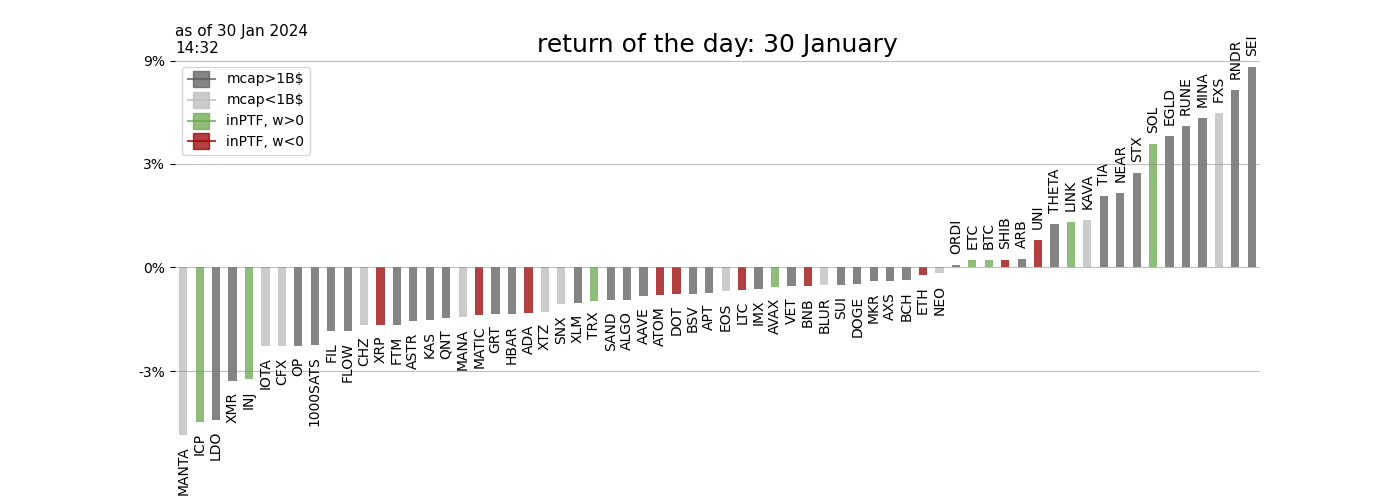 as of 30 Jan 2024
14:32
return of the day: 30 January
9%
3%
0%
-3%
mcap>1B$
mcap<1B$
inPTF, w>0
inPTF, w<0
MANTA
ICP
LDO
XMR
INJ
IOTA
CFX
OP
1000SATS
FIL
FLOW
CHZ
XRP
FTM
ASTR
KAS
QNT
MANA
MATIC
GRT
HBAR
ADA
XTZ
SNX
XLM
TRX
SAND
ALGO
AAVE
ATOM
DOT
BSV
APT
EOS
LTC
IMX
AVAX
VET
BNB
BLUR
SUI
DOGE
MKR
AXS
BCH
ETH
NEO
ORDI
ETC
BTC
SHIB
ARB
UNI
THETA
LINK
KAVA
TIA
NEAR
STX
SOL
EGLD
RUNE
MINA
FXS
RNDR
SEI